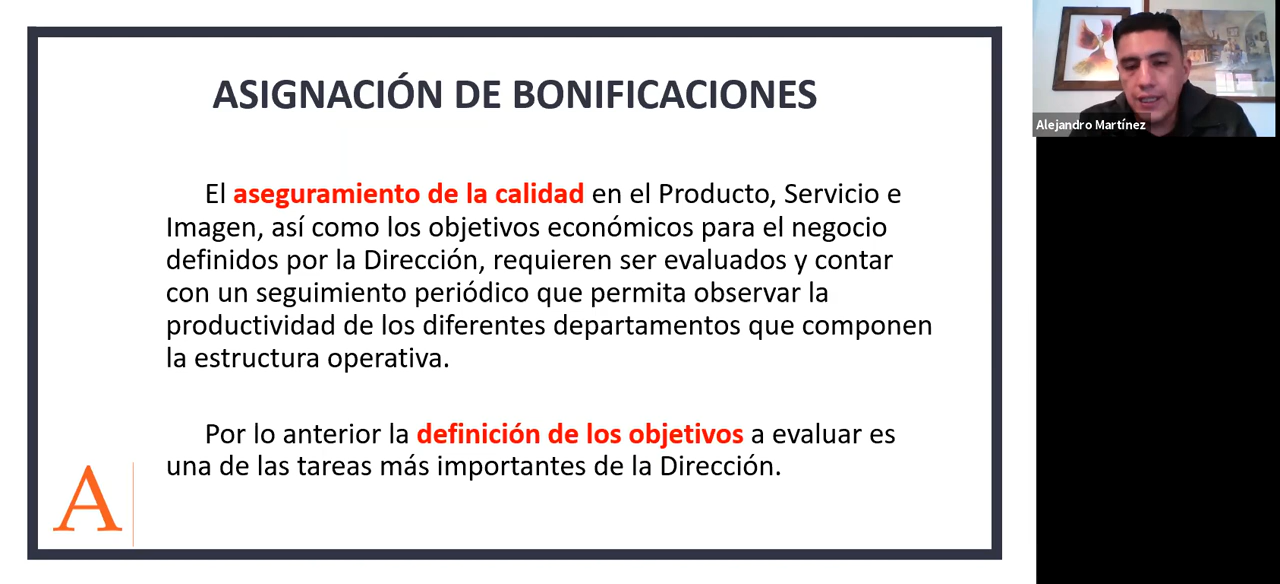 ASIGNACIÓN DE BONIFICACIONES
El aseguramiento de la calidad en el Producto, Servicio e
Imagen, así como los objetivos económicos para el negocio
definidos por la Dirección, requieren ser evaluados y contar
con un seguimiento periódico que permita observar la
productividad de los diferentes departamentos que componen
la estructura operativa.
Por lo anterior la definición de los objetivos a evaluar es
una de las tareas más importantes de la Dirección.
A
Alejandro Martínez